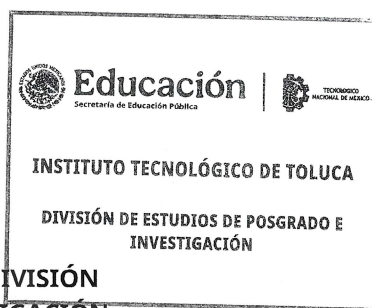 Educación
Secretaría de Educación Pública
TECNOLÓGICO
NACIONAL DE MÉXICO
INSTITUTO TECNOLÓGICO DE TOLUCA
DIVISIÓN DE ESTUDIOS DE POSGRADO E
INVESTIGACIÓN
IVISIÓN